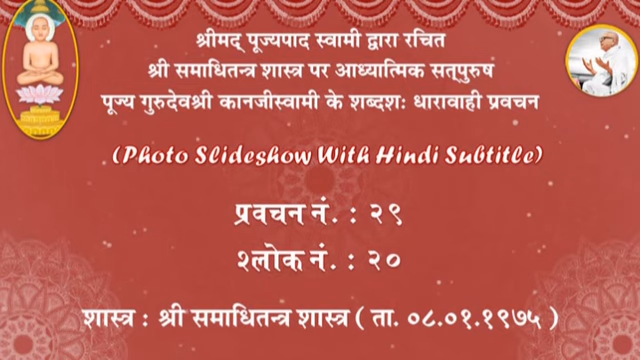 श्रीमद् पूज्यपाद स्वामी द्वारा रचित
श्री समाधितन्त्र शास्त्र पर आध्यात्मिक सत्पुरुष
पूज्य गुरुदेवश्री कानजीस्वामी के शब्दशः धारावाही प्रवचन
(Photo Slideshow With Hindi Subtitle)
प्रवचन नं. : २९
श्लोक नं. : २०
शास्त्र : श्री समाधितन्त्र शास्त्र ( ता. ०८.०१.१९७५ )